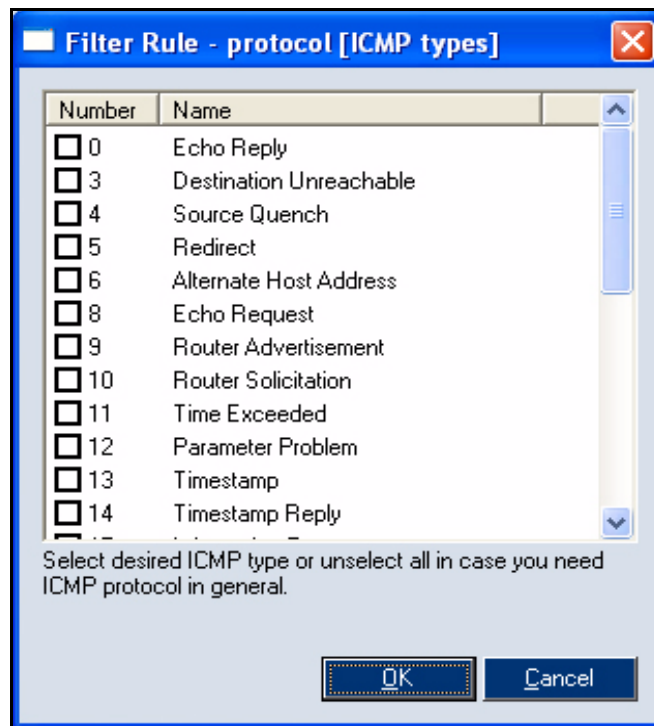 Filter Rule - protocol [ICMP types]
Number Name
0 Echo Reply
3 Destination Unreachable
4 Source Quench
5 Redirect
6 Alternate Host Address
8 Echo Request
9 Router Advertisement
10 Router Solicitation
11 Time Exceeded
12 Parameter Problem
13 Timestamp
14 Timestamp Reply
Select desired ICMP type or unselect all in case you need
ICMP protocol in general.
OK Cancel